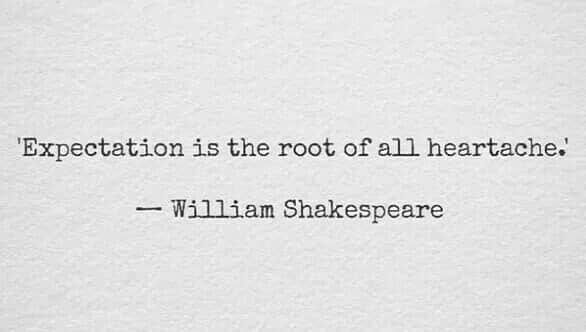 'Expectation is the root of all heartache.'
— William Shakespeare